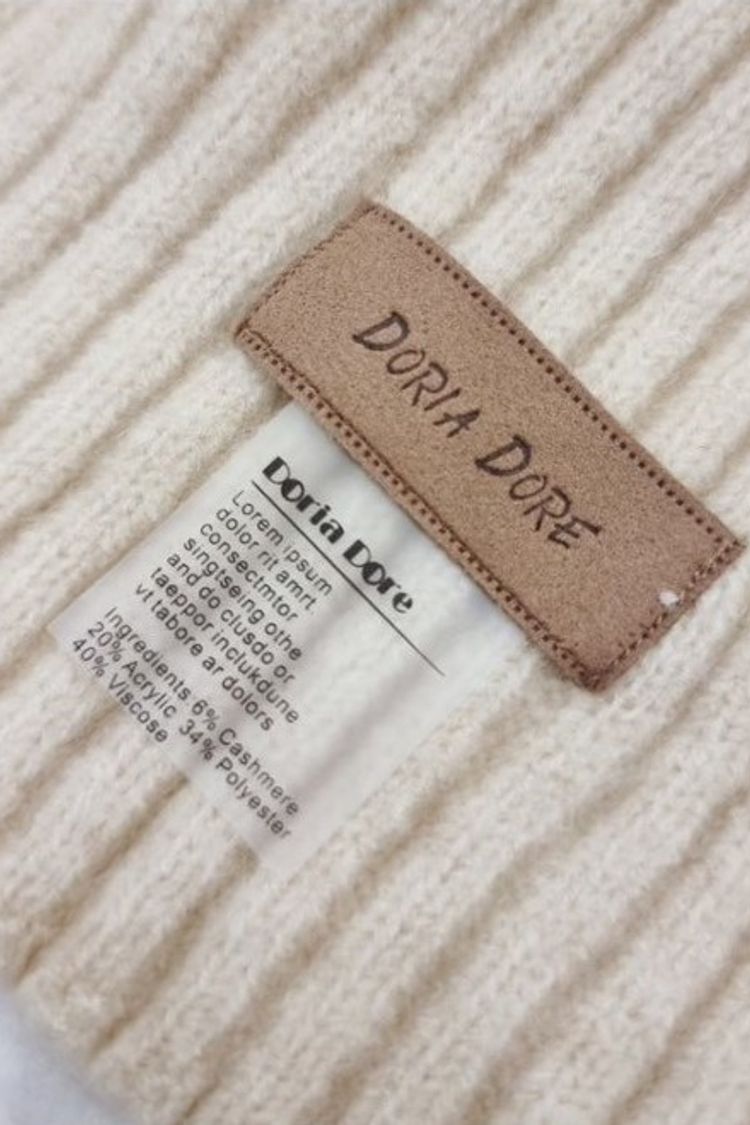 DORIA DORE
Doria Dore
Lorem ipsum
dolor rit amrt
consectmtor
singtseing othe
and do clusdo or
taeppor inclukdune
vt tabore ar dolors
Ingredients 6% Cashmere
20% Acrylic 34% Polyester
40% Viscose